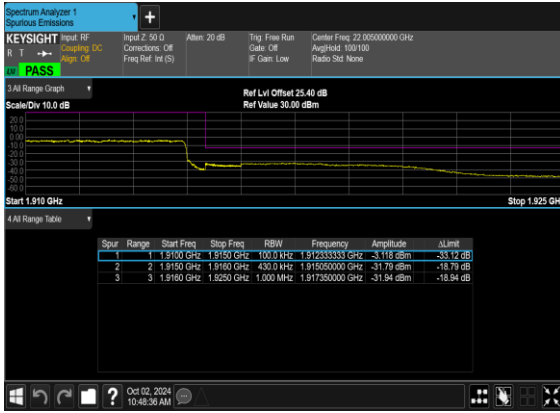 Spectrum Analyzer 1
Spurious Emissions
+
KEYSIGHT
R T
Input: RF
Coupling: DC
Align: Off
Input Z: 50 Ω
Corrections: Off
Freq Ref: Int (S)
Atten: 20 dB
Trig: Free Run
Gate: Off
IF Gain: Low
Center Freq: 22.005000000 GHz
Avg|Hold: 100/100
Radio Std: None
PASS
3 All Range Graph
Scale/Div 10.0 dB
Ref Lvl Offset 25.40 dB
Ref Value 30.00 dBm
20.0
10.0
0.00
-10.0
-20.0
-30.0
-40.0
-50.0
-60.0
Start 1.910 GHz
Stop 1.925 GH
4 All Range Table
Spur Range Start Freq Stop Freq RBW Frequency Amplitude ΔLimit
1 1 1.9100 GHz 1.9150 GHz 100.0 kHz 1.912333333 GHz -3.118 dBm -33.12 dB
2 2 1.9150 GHz 1.9160 GHz 430.0 kHz 1.915050000 GHz -31.79 dBm -18.79 dB
3 3 1.9160 GHz 1.9250 GHz 1.000 MHz 1.917350000 GHz -31.94 dBm -18.94 dB
?
Oct 02, 2024
10:48:36 AM